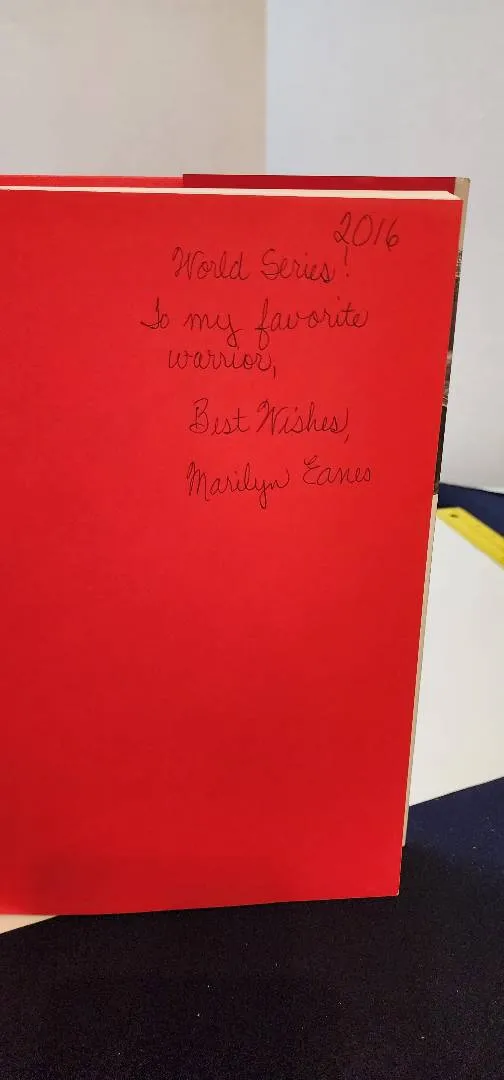 2016
World Series!
To my favorite
warrior,
Best Wishes,
Marilyn Eanes